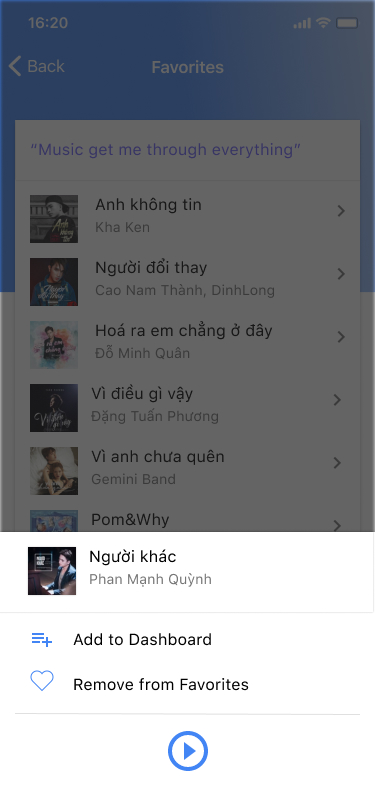 16:20
Back
Favorites
“Music get me through everything”
Anh không tin
Kha Ken
Người đổi thay
Cao Nam Thành, DinhLong
Hoá ra em chẳng ở đây
Đỗ Minh Quân
Vì điều gì vậy
Đặng Tuấn Phương
Vì anh chưa quên
Gemini Band
Pom&Why
Người khác
Phan Mạnh Quỳnh
Add to Dashboard
Remove from Favorites